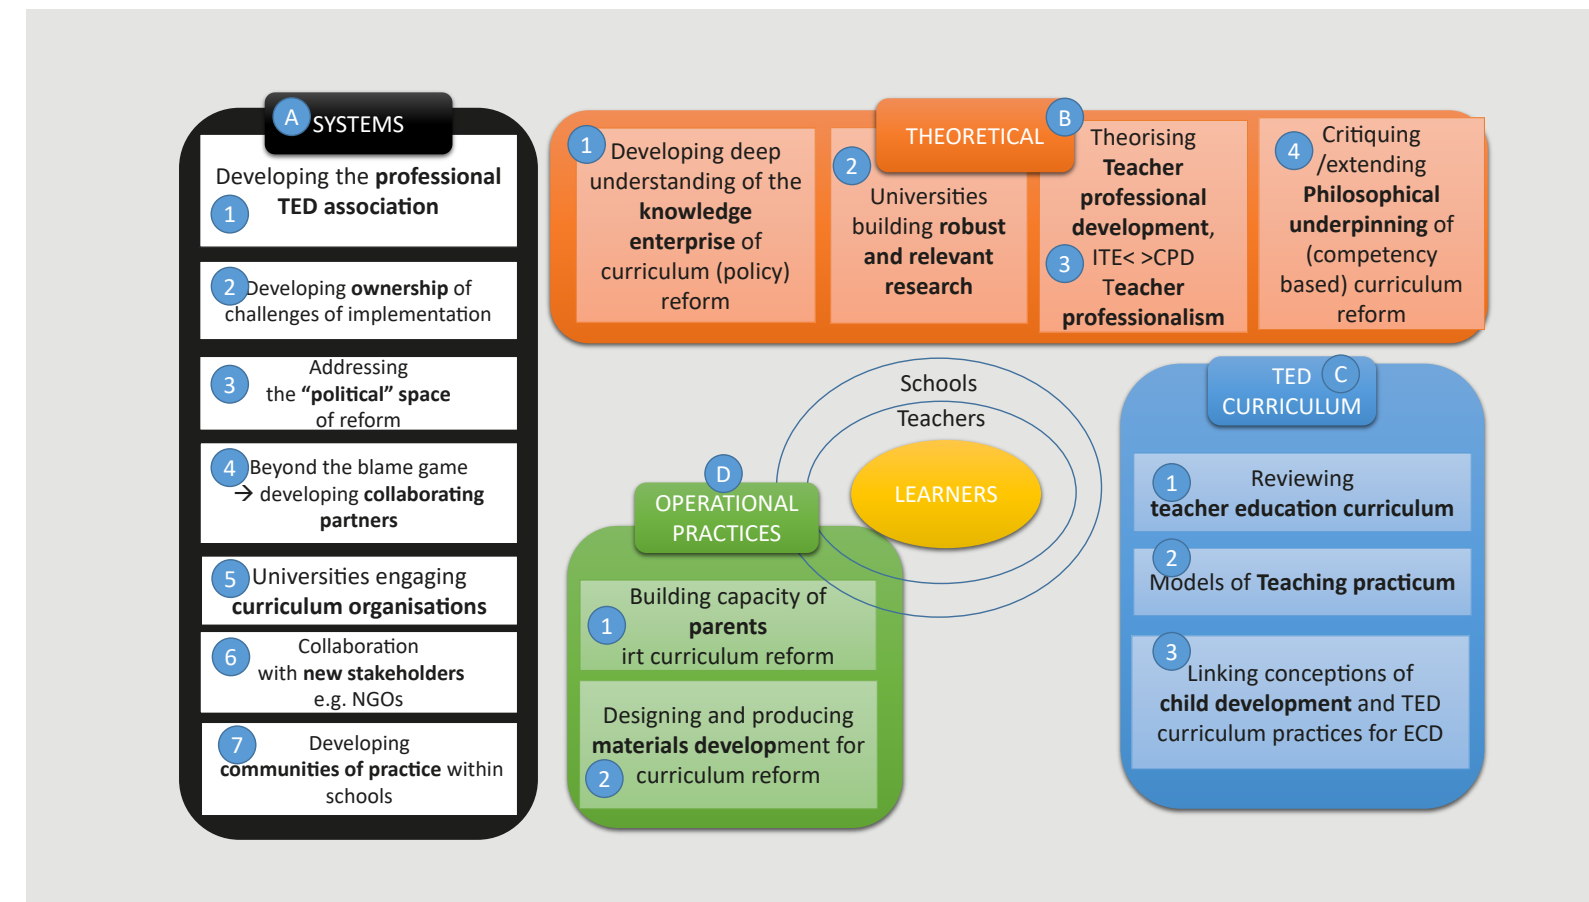 A
SYSTEMS
Developing the professional
1
TED association
2
Developing ownership of
challenges of implementation
Addressing
3
the “political” space
of reform
4
Beyond the blame game
→ developing collaborating
partners
5
Universities engaging
curriculum organisations
Collaboration
6
with new stakeholders
e.g. NGOs
7
Developing
communities of practice within
schools
B
THEORETICAL
1
Developing deep
understanding of the
knowledge
enterprise of
curriculum (policy)
reform
2
Universities
building robust
and relevant
research
Theorising
Teacher
professional
development,
3
ITE< >CPD
Teacher
professionalism
4
Critiquing
/extending
Philosophical
underpinning of
(competency
based) curriculum
reform
Schools
Teachers
LEARNERS
TED
C
CURRICULUM
1
Reviewing
teacher education curriculum
2
Models of Teaching practicum
3
Linking conceptions of
child development and TED
curriculum practices for ECD
D
OPERATIONAL
PRACTICES
Building capacity of
1
parents
irt curriculum reform
Designing and producing
materials development for
2
curriculum reform